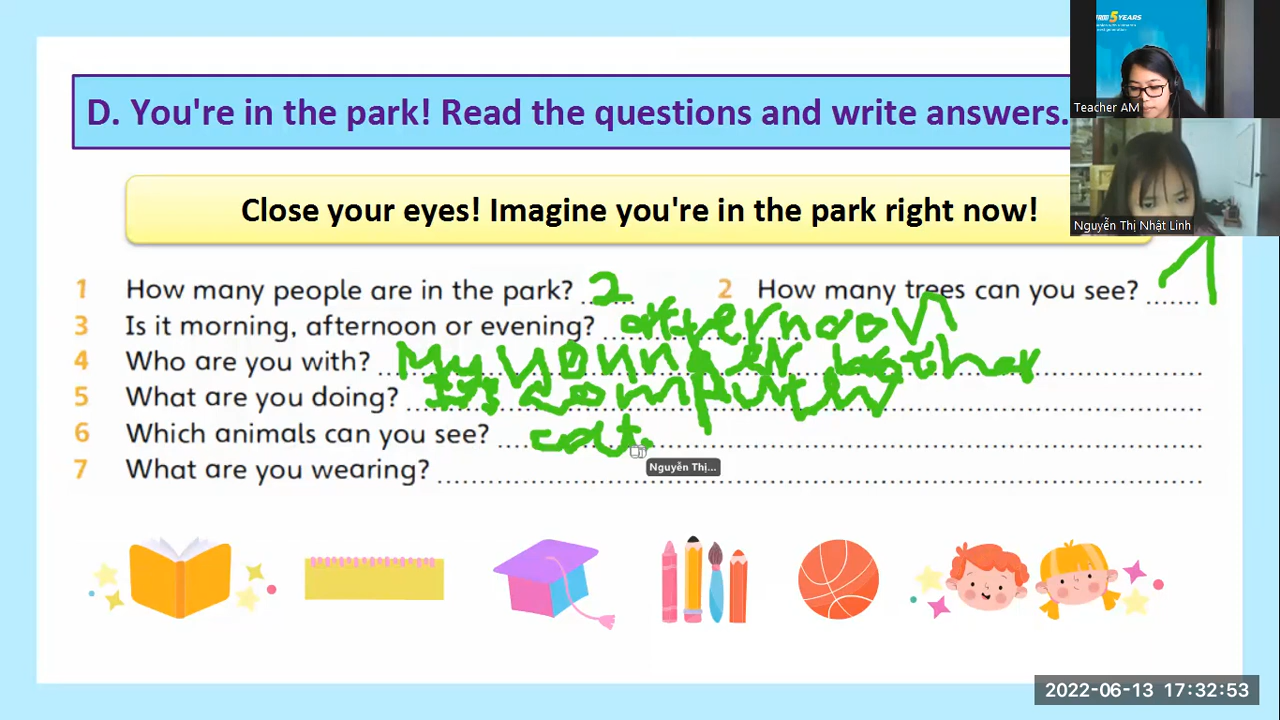 5 YEARS
Teacher AM
Nguyễn Thị Nhật Linh
D. You're in the park! Read the questions and write answers.
Close your eyes! Imagine you're in the park right now!
1 How many people are in the park? 2
2 How many trees can you see? 1
3 Is it morning, afternoon or evening? afternoon
4 Who are you with? My younger
5 What are you doing?
6 Which animals can you see? cat
Nguyễn Thị...
7 What are you wearing?
2022-06-13 17:32:53